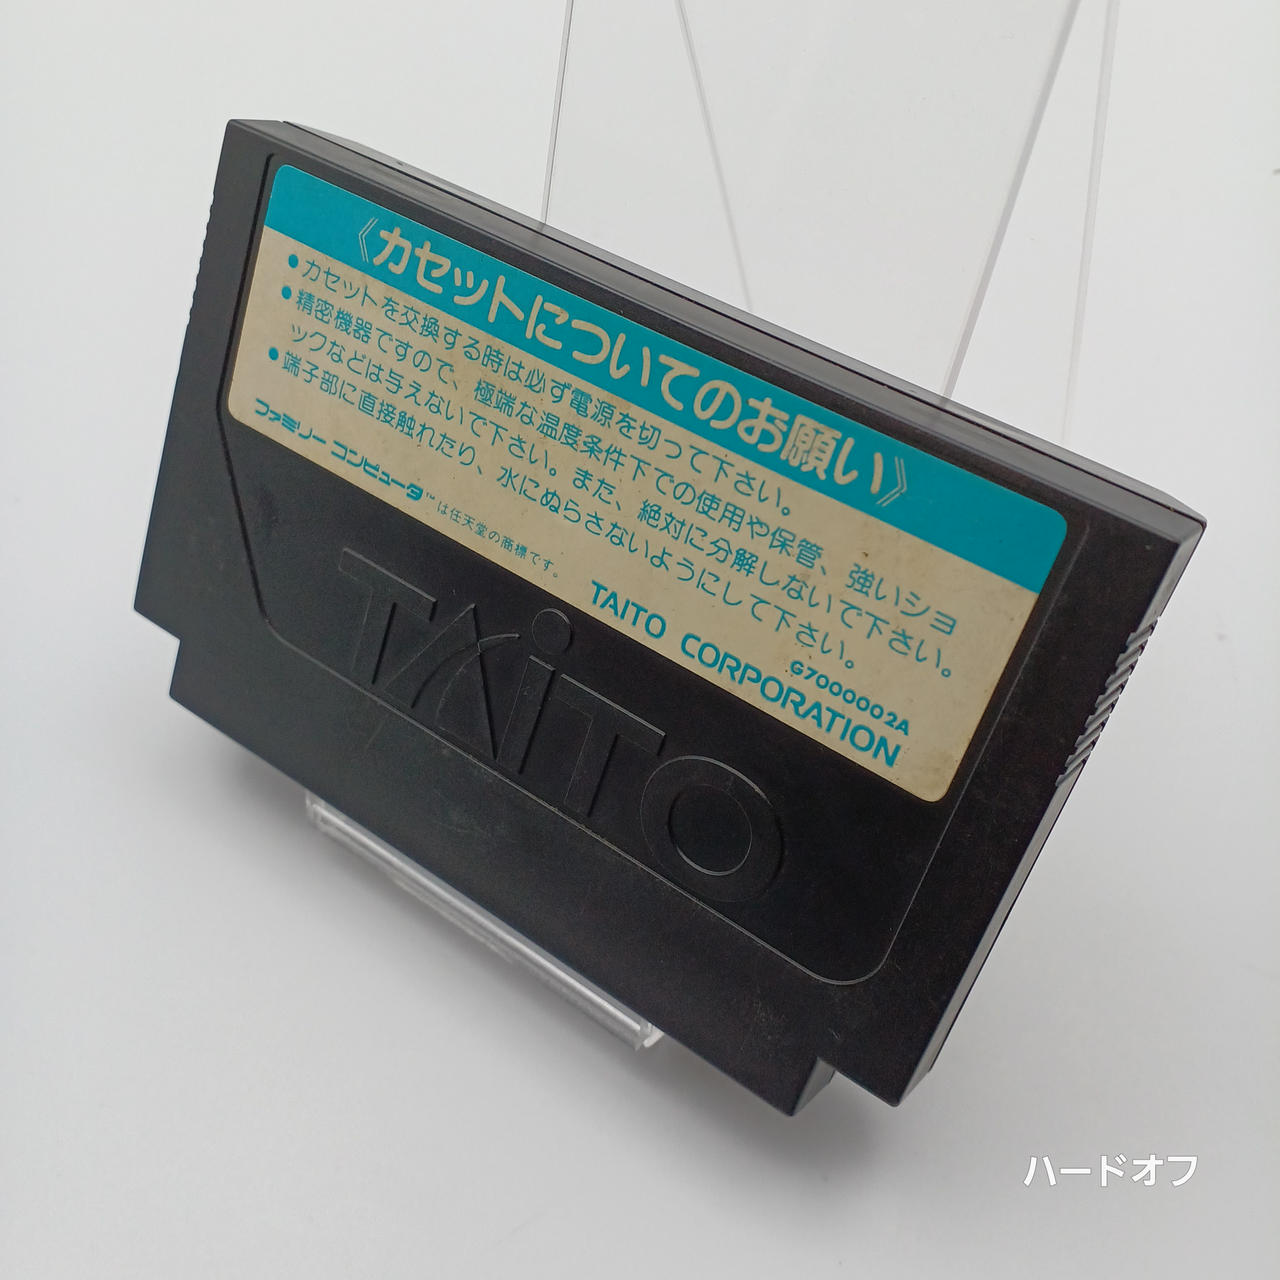 《カセットについてのお願い》
●カセットを交換する時は必ず電源を切って下さい。
●精密機器ですので、極端な温度条件下での使用や保管、強いショ
ックなどは与えないで下さい。また、絶対に分解しないで下さい。
●端子部に直接触れたり、水にぬらさないようにして下さい。
ファミリーコンピュータ™は任天堂の商標です。
G7000002A
TAITO CORPORATION
TAITO
ハードオフ